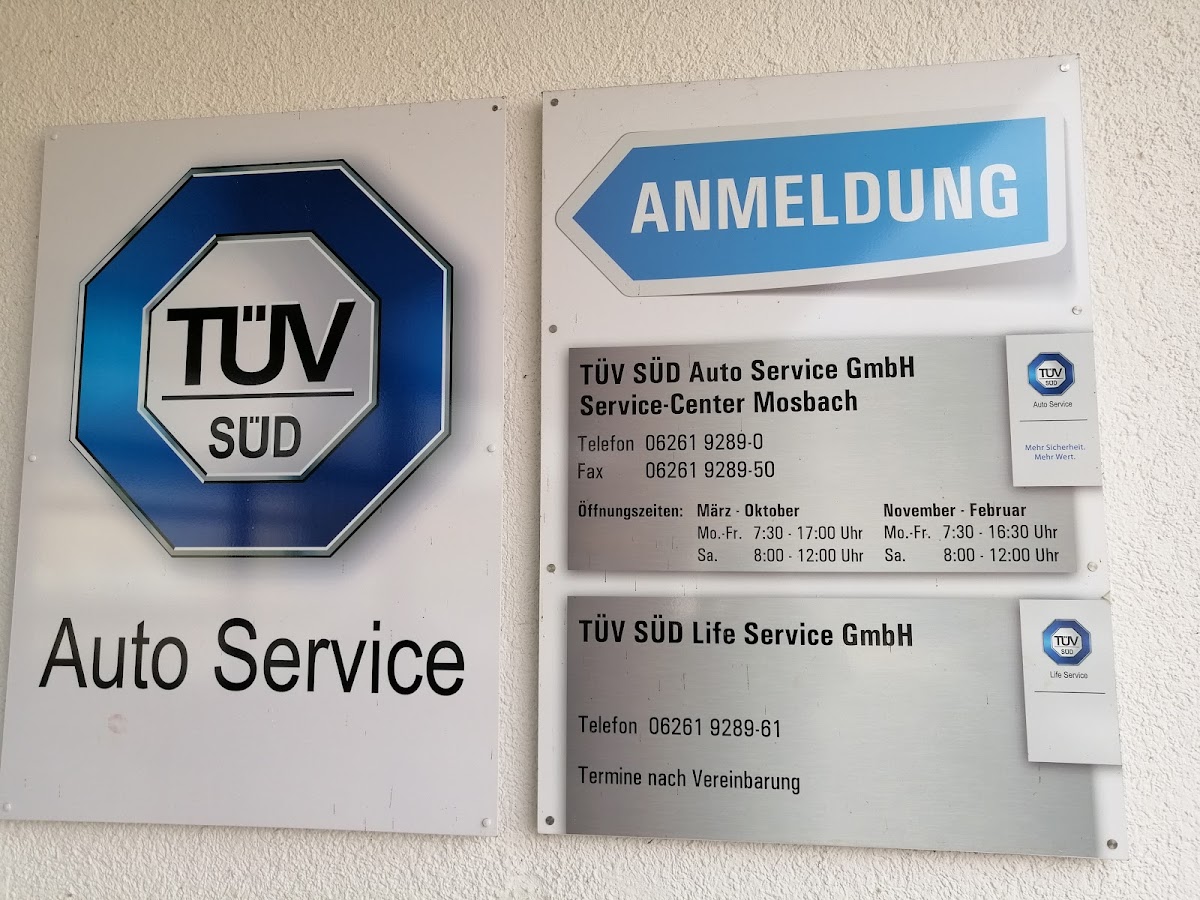 TÜV
SÜD
Auto Service
ANMELDUNG
TÜV SÜD Auto Service GmbH
Service-Center Mosbach
Telefon 06261 9289-0
Fax 06261 9289-50
Öffnungszeiten: März - Oktober November - Februar
Mo.-Fr. 7:30 - 17:00 Uhr Mo.-Fr. 7:30 - 16:30 Uhr
Sa. 8:00 - 12:00 Uhr Sa. 8:00 - 12:00 Uhr
TÜV
SÜD
Auto Service
Mehr Sicherheit.
Mehr Wert.
TÜV SÜD Life Service GmbH
Telefon 06261 9289-61
Termine nach Vereinbarung
TÜV
SÜD
Life Service